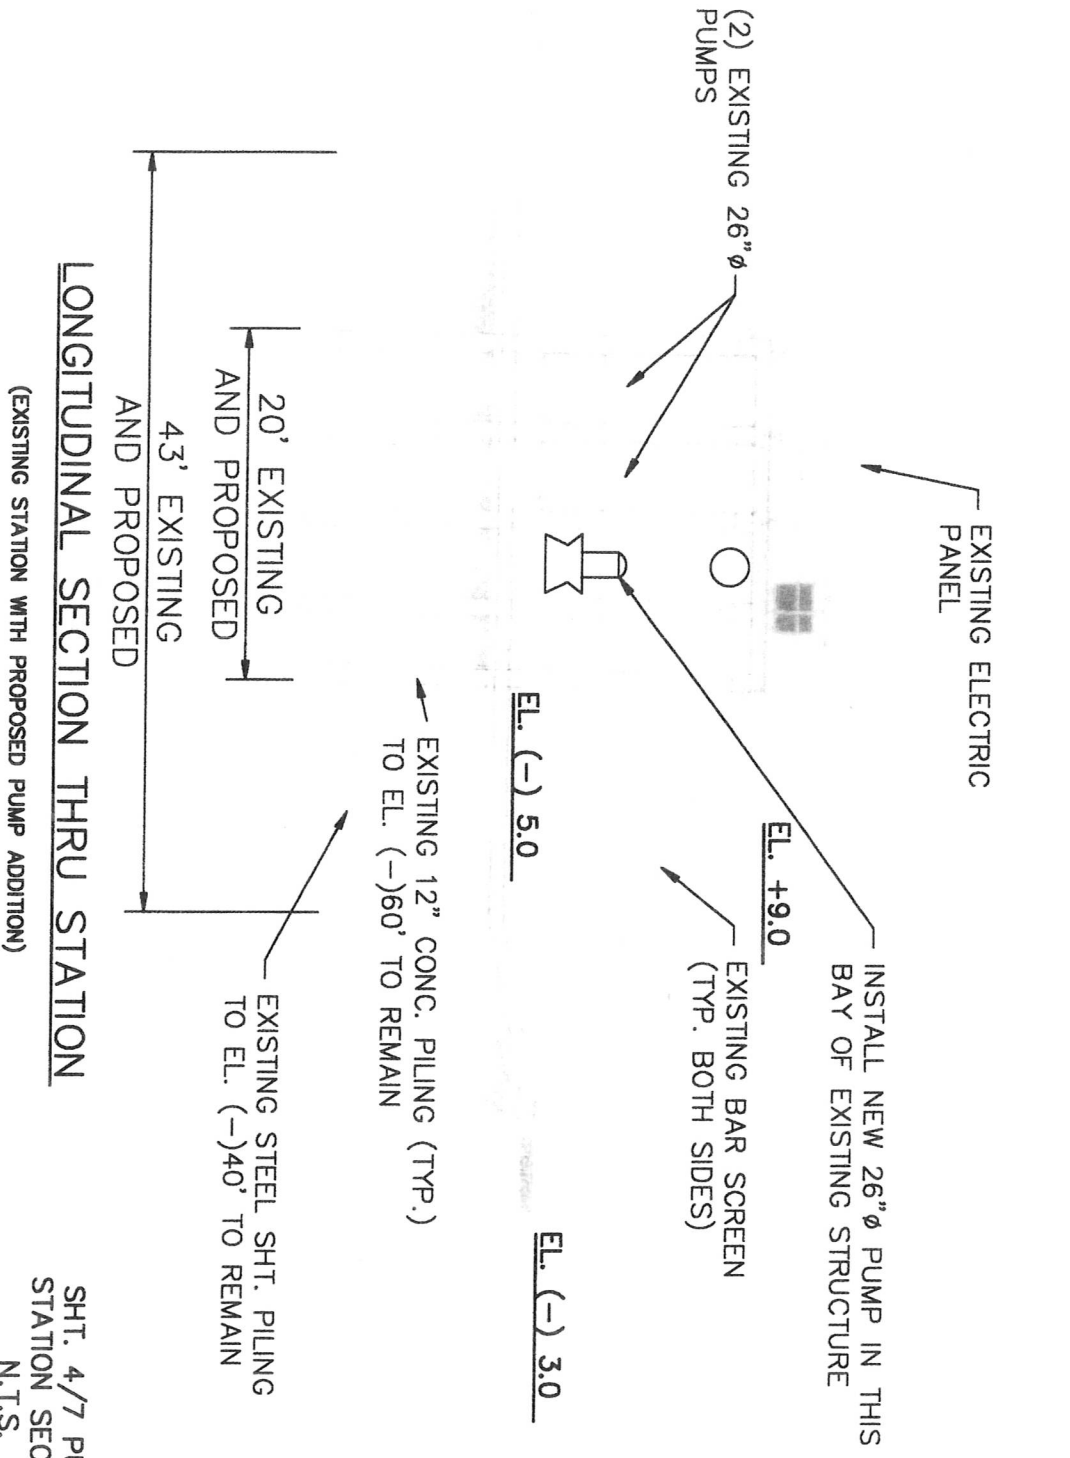 EXISTING ELECTRIC
PANEL
INSTALL NEW 26"ø PUMP IN THIS
BAY OF EXISTING STRUCTURE
(2) EXISTING 26"ø
PUMPS
EL. +9.0
EXISTING BAR SCREEN
(TYP. BOTH SIDES)
EL. (-) 5.0
EL. (-) 3.0
EXISTING 12" CONC. PILING (TYP.)
TO EL. (-)60' TO REMAIN
20' EXISTING
AND PROPOSED
EXISTING STEEL SHT. PILING
TO EL. (-)40' TO REMAIN
43' EXISTING
AND PROPOSED
LONGITUDINAL SECTION THRU STATION
(EXISTING STATION WITH PROPOSED PUMP ADDITION)
SHT. 4/7
STATION
N.T.S.